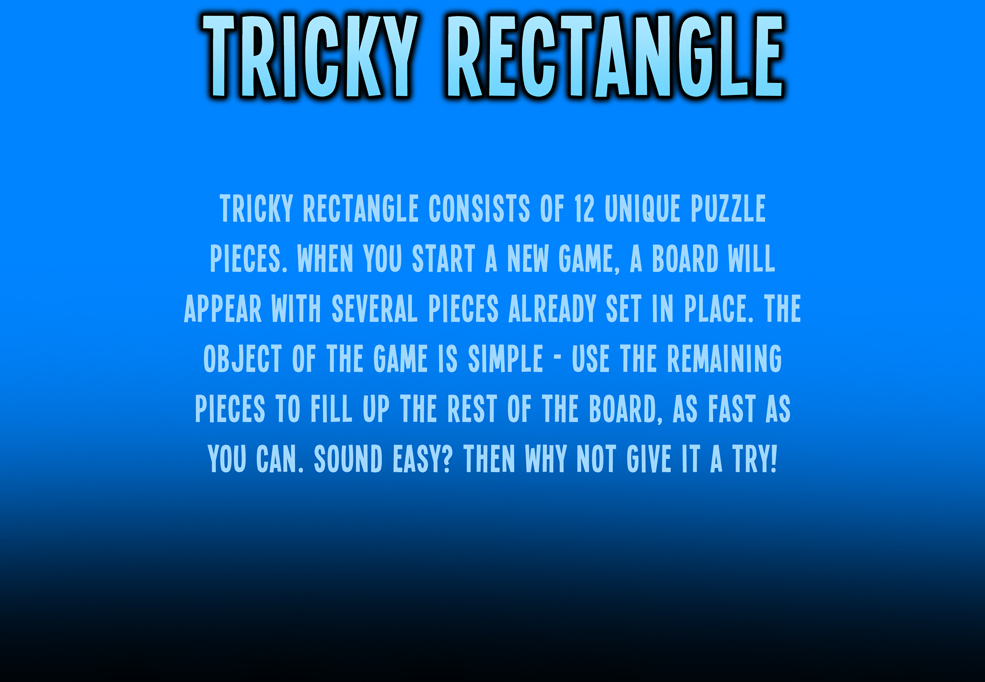 TRICKY RECTANGLE
TRICKY RECTANGLE CONSISTS OF 12 UNIQUE PUZZLE
PIECES. WHEN YOU START A NEW GAME, A BOARD WILL
APPEAR WITH SEVERAL PIECES ALREADY SET IN PLACE. THE
OBJECT OF THE GAME IS SIMPLE - USE THE REMAINING
PIECES TO FILL UP THE REST OF THE BOARD, AS FAST AS
YOU CAN. SOUND EASY? THEN WHY NOT GIVE IT A TRY!